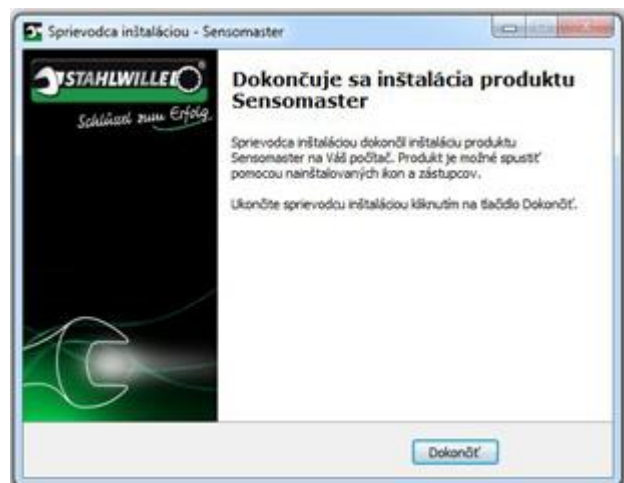 Sprievodca inštaláciou - Sensomaster
STAHLWILLE®
Schlüssel zum Erfolg.
Dokončuje sa inštalácia produktu
Sensomaster
Sprievodca inštaláciou dokončil inštaláciu produktu
Sensomaster na Váš počítač. Produkt je možné spustiť
pomocou nainštalovaných ikon a zástupcov.
Ukončite sprievodcu inštaláciou kliknutím na tlačidlo Dokončiť.
Dokončiť